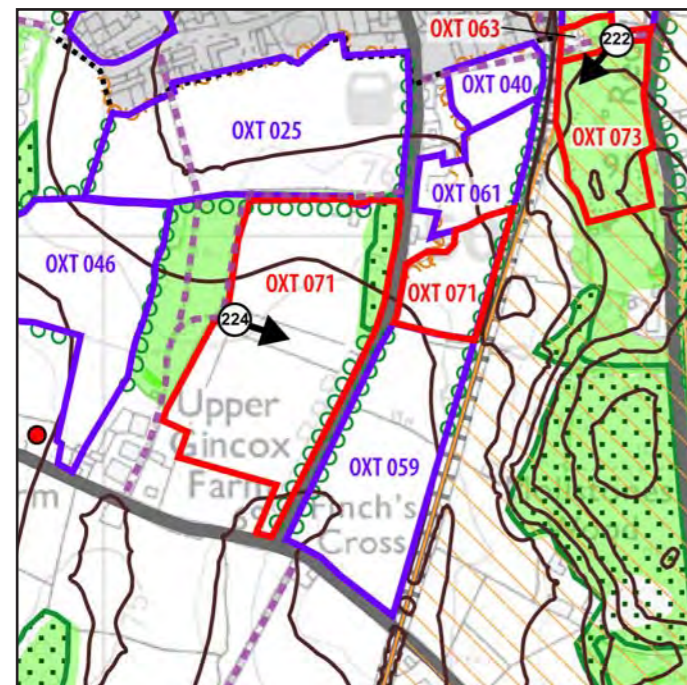 OXT 063
222
OXT 040
OXT 025
OXT 073
OXT 061
OXT 046
OXT 071
OXT 071
224
Upper
Gincox
Farm
OXT 059
Finch's
Cross